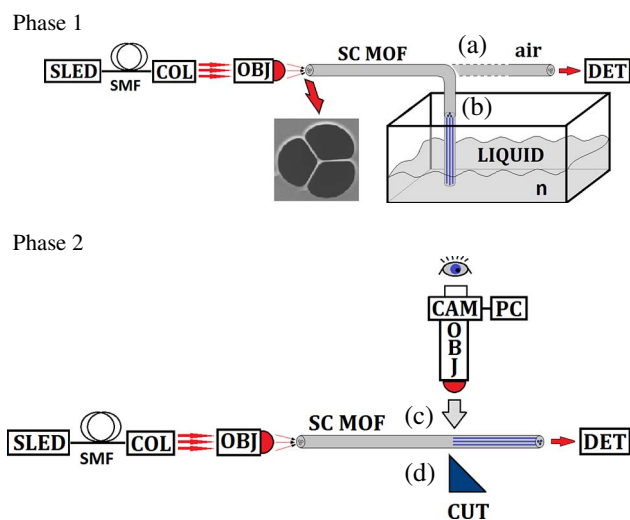 Phase 1
SC MOF
(a)
air
SLED
SMF
COL
OBJ
DET
(b)
LIQUID
n
Phase 2
CAM
PC
OBJ
SC MOF
(c)
SLED
SMF
COL
OBJ
DET
(d)
CUT